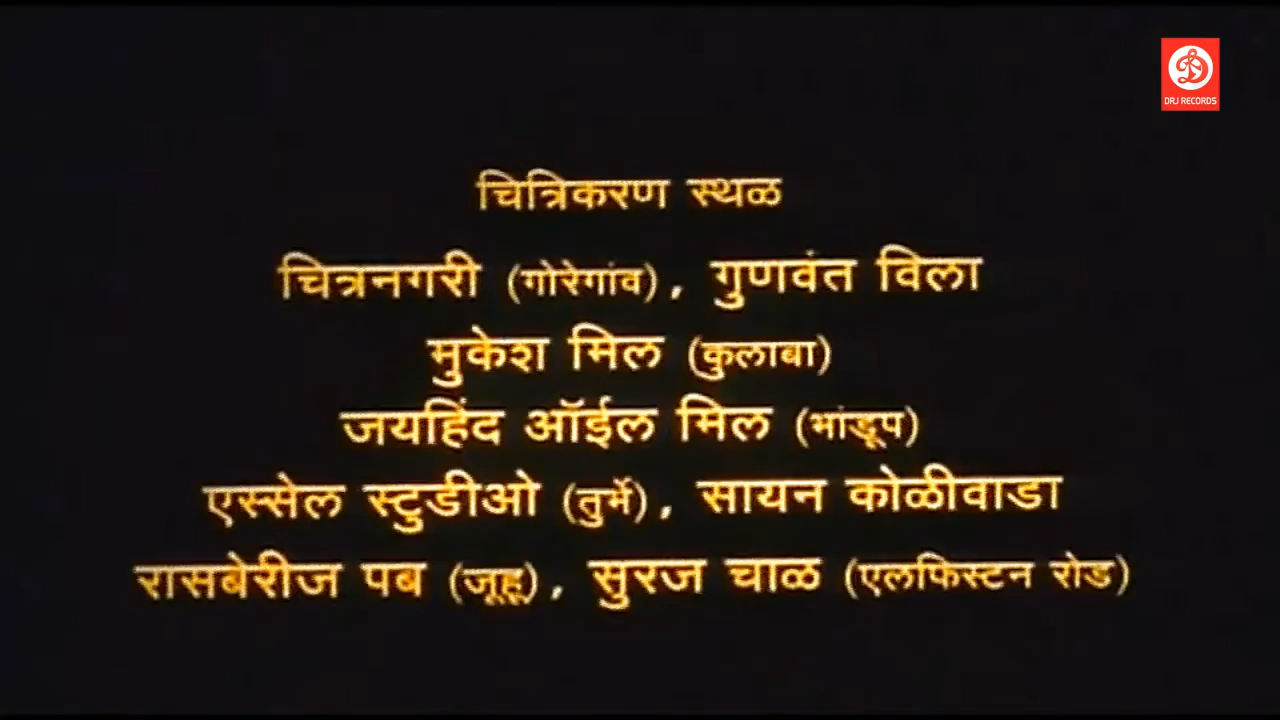 DRJ RECORDS
चित्रिकरण स्थळ
चित्रनगरी (गोरेगांव), गुणवंत विला
मुकेश मिल (कुलाबा)
जयहिंद ऑईल मिल (भांडूप)
एस्सेल स्टुडीओ (तुर्भे), सायन कोळीवाडा
रासबेरीज पब (जूहू), सुरज चाळ (एलफिस्टन रोड)